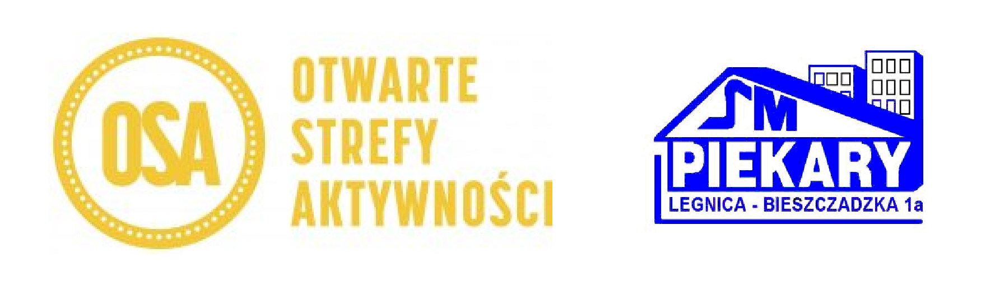 OSA
OTWARTE
STREFY
AKTYWNOŚCI
SM
PIEKARY
LEGNICA - BIESZCZADZKA 1a